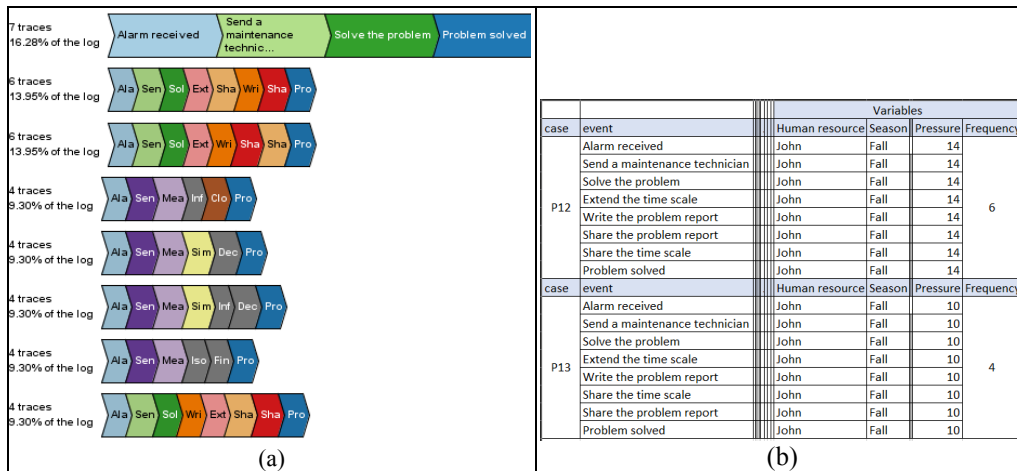 7 traces
16.28% of the log
Alarm received
Send a
maintenance
technic...
Solve the problem
Problem solved
6 traces
13.95% of the log
Ala Sen Sol Ext Sha Wri Sha Pro
6 traces
13.95% of the log
Ala Sen Sol Ext Wri Sha Sha Pro
4 traces
9.30% of the log
Ala Sen Mea Inf Clo Pro
4 traces
9.30% of the log
Ala Sen Mea Sim Dec Pro
4 traces
9.30% of the log
Ala Sen Mea Sim Inf Dec Pro
4 traces
9.30% of the log
Ala Sen Mea Iso Fin Pro
4 traces
9.30% of the log
Ala Sen Sol Wri Ext Sha Sha Pro
(a)
Variables
case event Human resource Season Pressure Frequency
Alarm received John Fall 14
Send a maintenance technician John Fall 14
Solve the problem John Fall 14
Extend the time scale John Fall 14
P12 6
Write the problem report John Fall 14
Share the problem report John Fall 14
Share the time scale John Fall 14
Problem solved John Fall 14
case event Human resource Season Pressure Frequency
Alarm received John Fall 10
Send a maintenance technician John Fall 10
Solve the problem John Fall 10
Extend the time scale John Fall 10
P13 4
Write the problem report John Fall 10
Share the time scale John Fall 10
Share the problem report John Fall 10
Problem solved John Fall 10
(b)